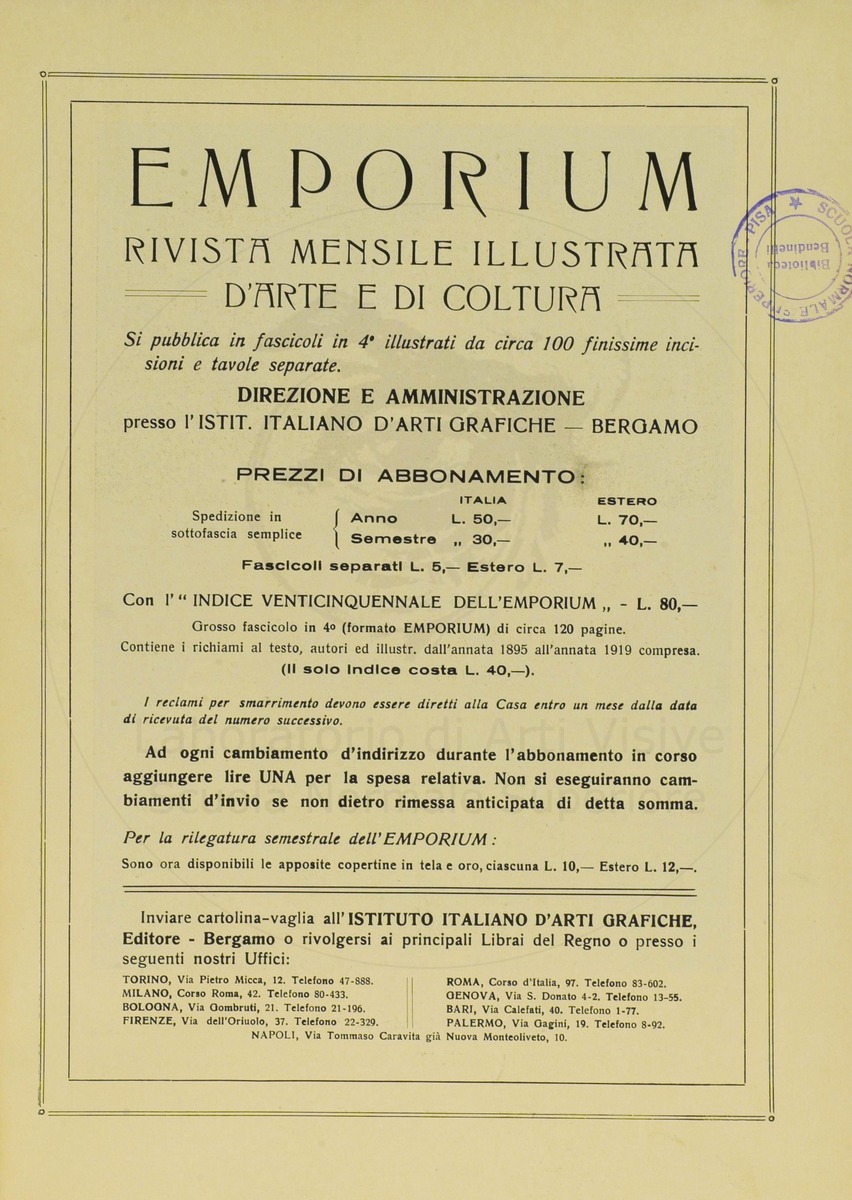 EMPORIUM
RIVISTA MENSILE ILLUSTRATA
D'ARTE E DI COLTURA
Si pubblica in fascicoli in 4° illustrati da circa 100 finissime inci-
sioni e tavole separate.
DIREZIONE E AMMINISTRAZIONE
presso l'ISTIT. ITALIANO D'ARTI GRAFICHE — BERGAMO
PREZZI DI ABBONAMENTO:
ITALIA ESTERO
Spedizione in sottofascia semplice { Anno L. 50,— L. 70,—
Semestre „ 30,— „ 40,—
Fascicoli separati L. 5,— Estero L. 7,—
Con l'“ INDICE VENTICINQUENNALE DELL'EMPORIUM „ - L. 80,—
Grosso fascicolo in 4º (formato EMPORIUM) di circa 120 pagine.
Contiene i richiami al testo, autori ed illustr. dall'annata 1895 all'annata 1919 compresa.
(Il solo Indice costa L. 40,—).
I reclami per smarrimento devono essere diretti alla Casa entro un mese dalla data
di ricevuta del numero successivo.
Ad ogni cambiamento d'indirizzo durante l'abbonamento in corso
aggiungere lire UNA per la spesa relativa. Non si eseguiranno cam-
biamenti d'invio se non dietro rimessa anticipata di detta somma.
Per la rilegatura semestrale dell'EMPORIUM:
Sono ora disponibili le apposite copertine in tela e oro, ciascuna L. 10,— Estero L. 12,—.
Inviare cartolina-vaglia all'ISTITUTO ITALIANO D'ARTI GRAFICHE,
Editore - Bergamo o rivolgersi ai principali Librai del Regno o presso i
seguenti nostri Uffici:
TORINO, Via Pietro Micca, 12. Telefono 47-888.
MILANO, Corso Roma, 42. Telefono 80-433.
BOLOGNA, Via Gombruti, 21. Telefono 21-196.
FIRENZE, Via dell'Oriuolo, 37. Telefono 22-329.
ROMA, Corso d'Italia, 97. Telefono 83-602.
GENOVA, Via S. Donato 4-2. Telefono 13-55.
BARI, Via Calefati, 40. Telefono 1-77.
PALERMO, Via Gagini, 19. Telefono 8-92.
NAPOLI, Via Tommaso Caravita già Nuova Monteoliveto, 10.
PISA ★ SCUOLA